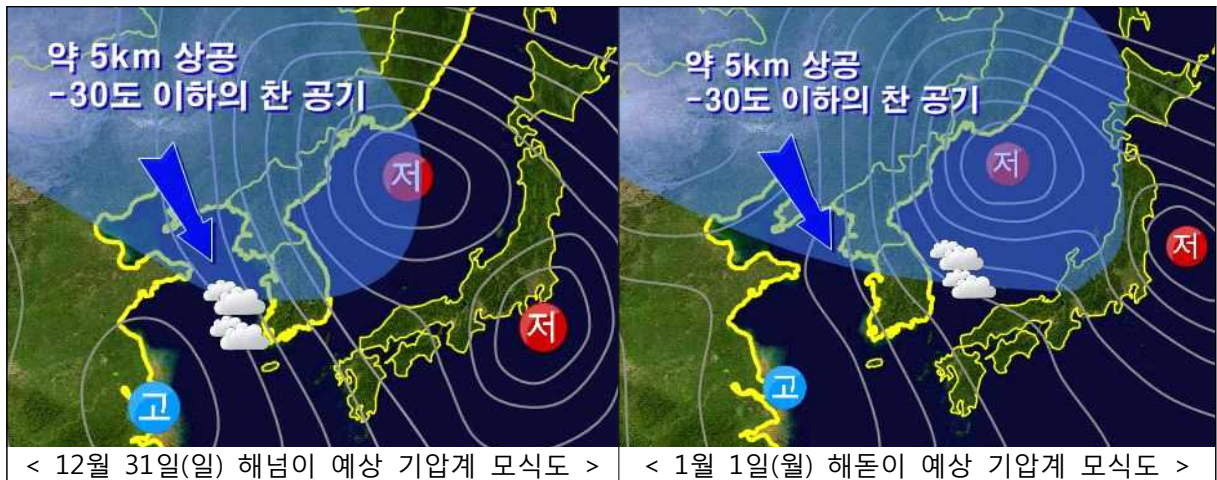 약 5km 상공
-30도 이하의 찬 공기
저
저
고
< 12월 31일(일) 해넘이 예상 기압계 모식도 >
약 5km 상공
-30도 이하의 찬 공기
저
저
고
< 1월 1일(월) 해돋이 예상 기압계 모식도 >